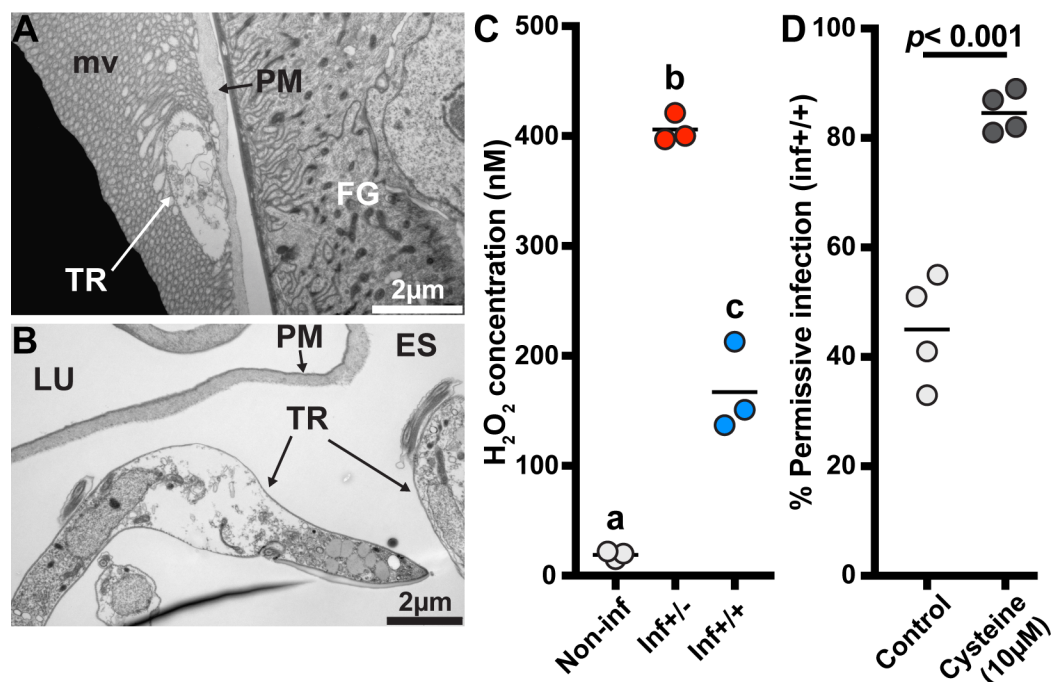 A
mv
PM
FG
TR
2µm
B
PM
ES
LU
TR
2µm
C
H2O2 concentration (nM)
500
400
300
200
100
0
a
b
c
Non-inf
Inf+/-
Inf+/+
D
% Permissive infection (inf+/+)
100
80
60
40
20
0
p< 0.001
Control
Cysteine
(10µM)